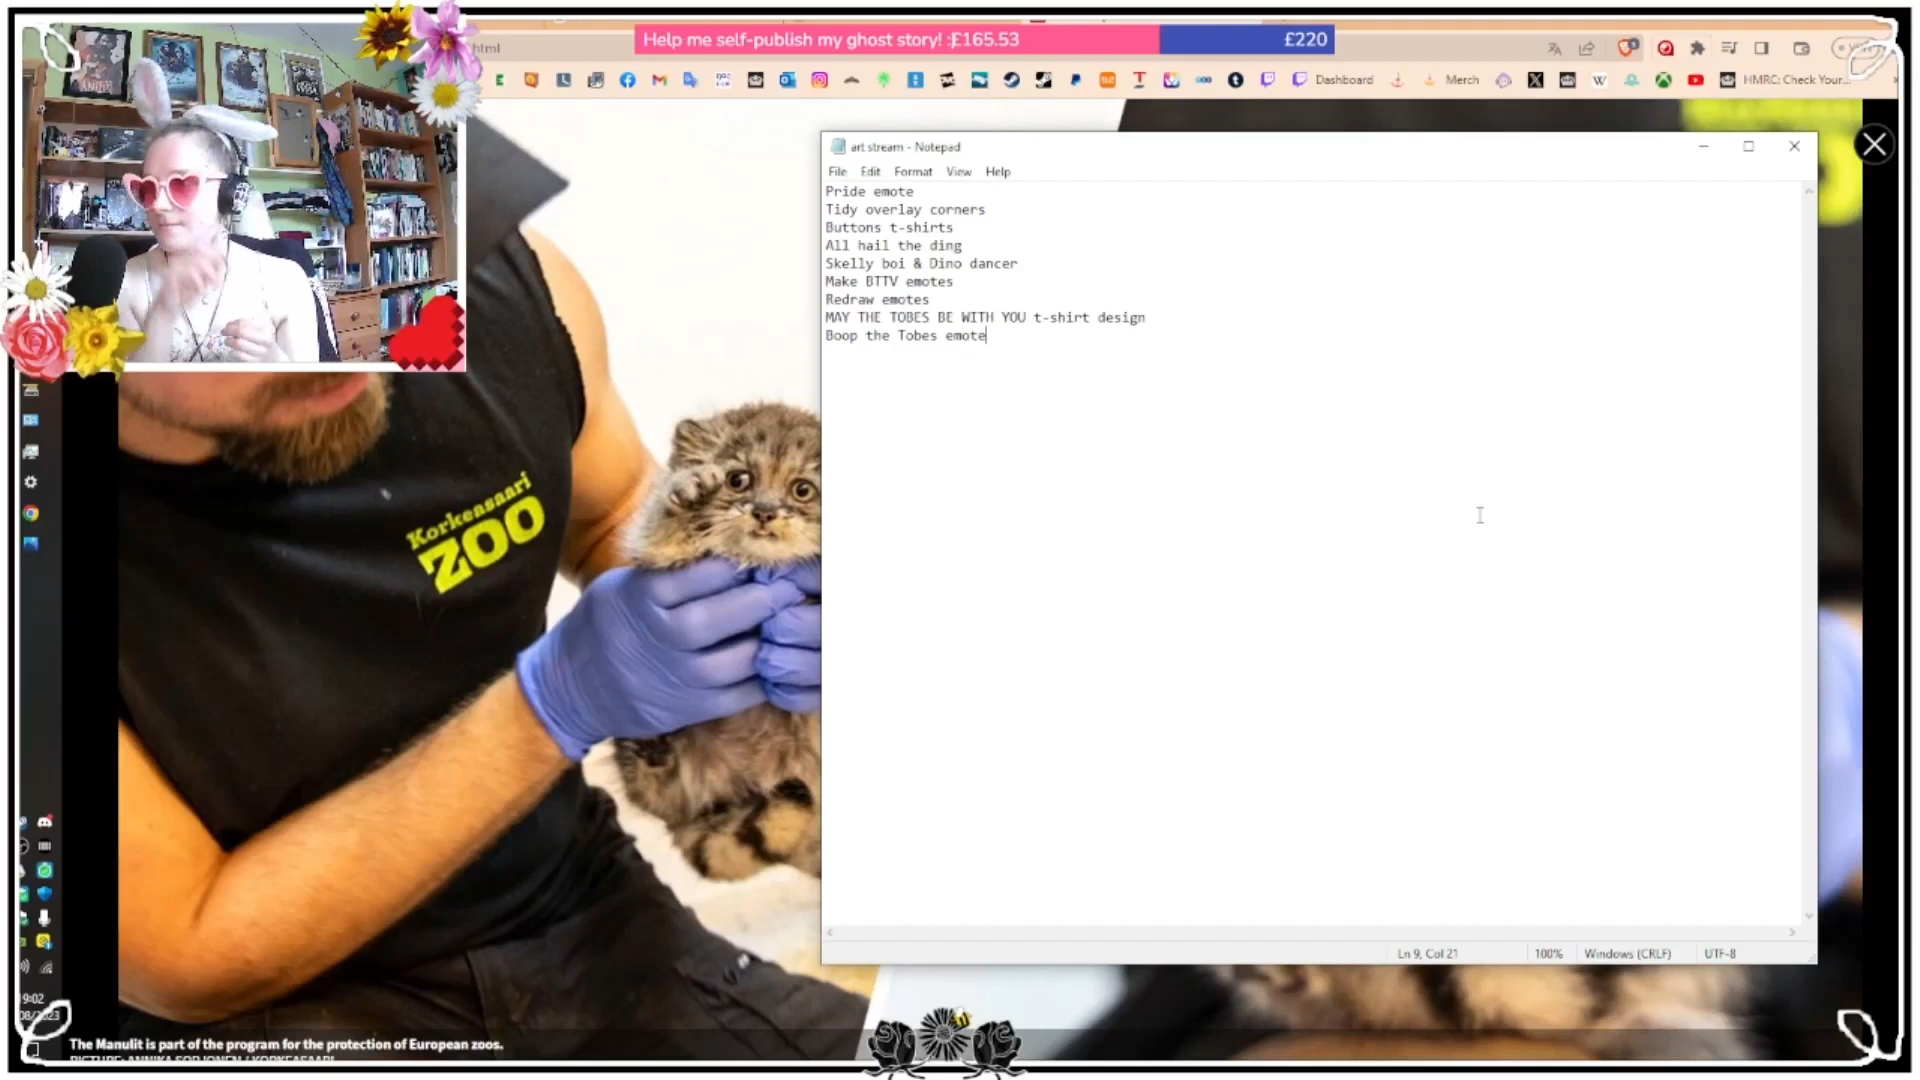 html
Help me self-publish my ghost story! :£165.53
£220
Dashboard
Merch
HMRC: Check Your...
art stream - Notepad
File Edit Format View Help
Pride emote
Tidy overlay corners
Buttons t-shirts
All hail the ding
Skelly boi & Dino dancer
Make BTTV emotes
Redraw emotes
MAY THE TOBES BE WITH YOU t-shirt design
Boop the Tobes emote
Korkeasaari
ZOO
Ln 9, Col 21
100%
Windows (CRLF)
UTF-8
The Manulit is part of the program for the protection of European zoos.
PICTURE: ANNIKA SORJONEN / KORKEASAARI